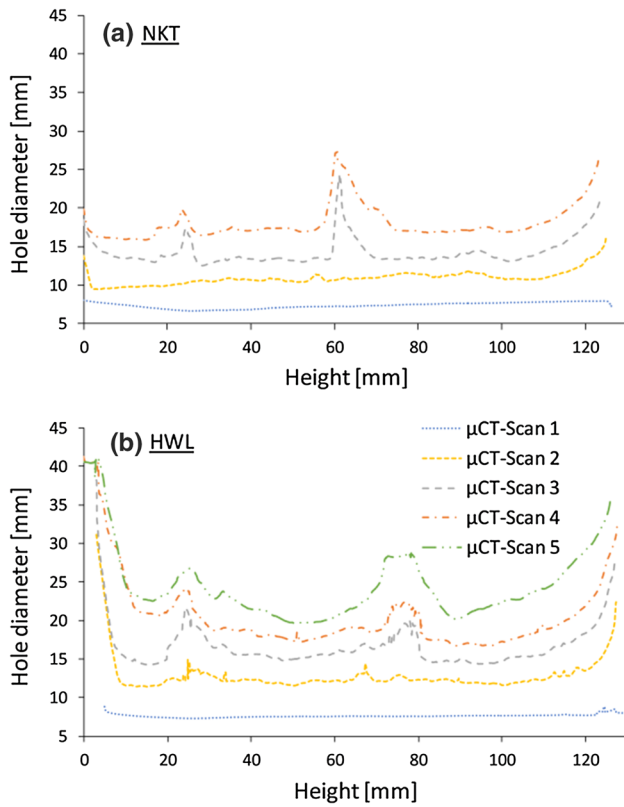 (a) NKT
Hole diameter [mm]
45
40
35
30
25
20
15
10
5
0 20 40 60 80 100 120
Height [mm]
(b) HWL
Hole diameter [mm]
45
40
35
30
25
20
15
10
5
0 20 40 60 80 100 120
Height [mm]
μCT-Scan 1
μCT-Scan 2
μCT-Scan 3
μCT-Scan 4
μCT-Scan 5